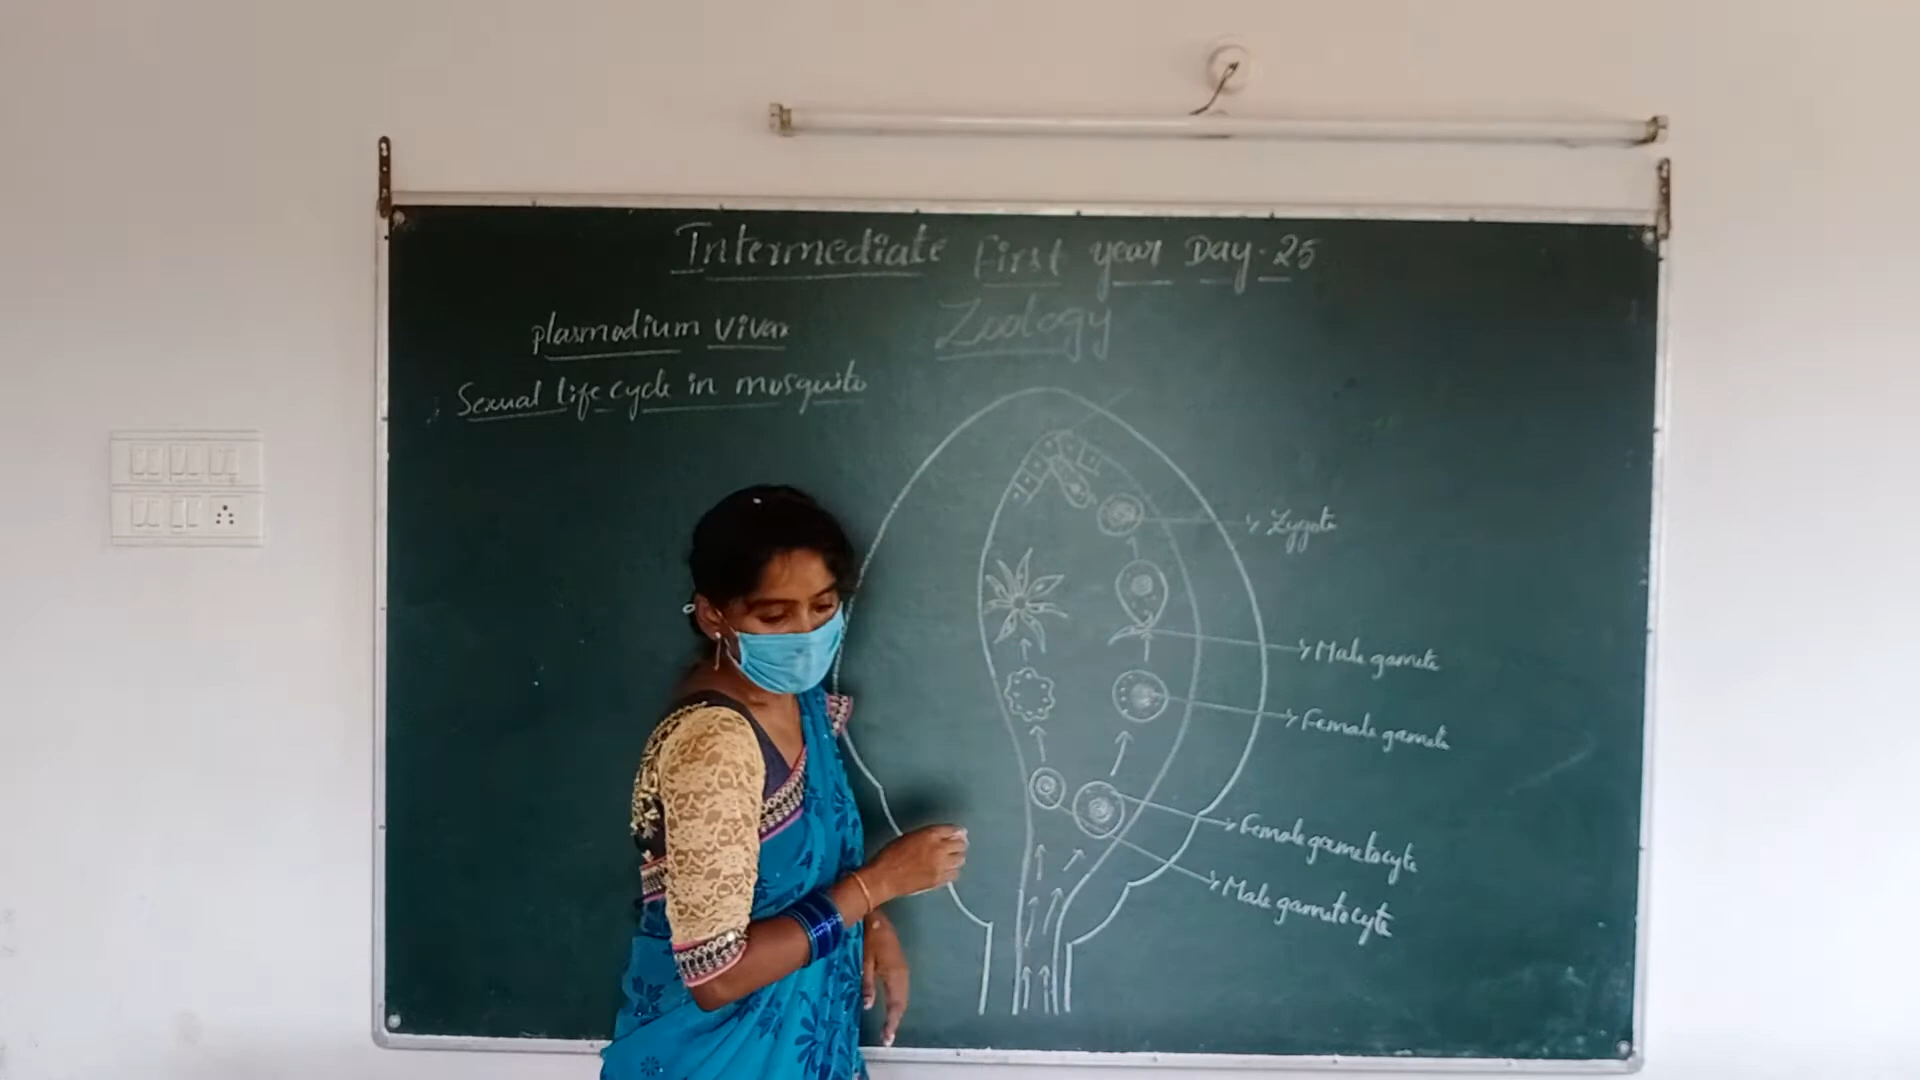 Intermediate First year Day-25
Zoology
plasmodium vivax
Sexual life cycle in mosquito
Zygote
Male gamete
Female gamete
Female gametocyte
Male gametocyte